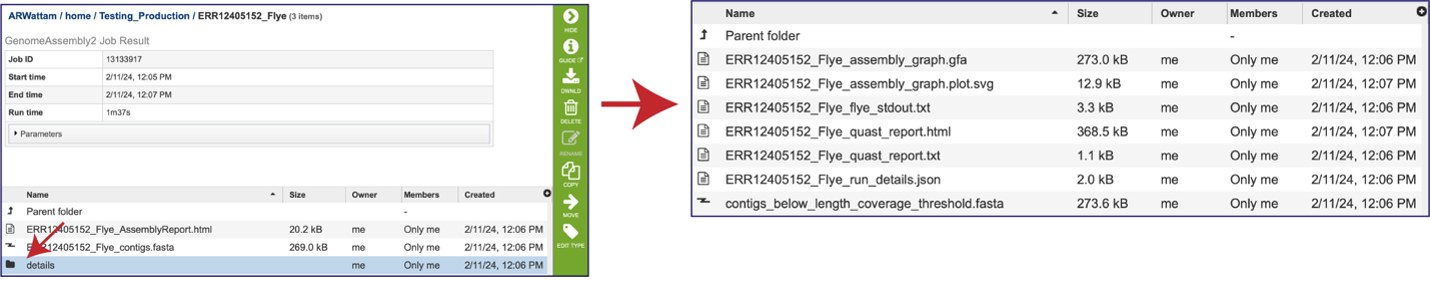 ARWattam / home / Testing_Production / ERR12405152_Flye (3 items)
GenomeAssembly2 Job Result
Job ID 13133917
Start time 2/11/24, 12:05 PM
End time 2/11/24, 12:07 PM
Run time 1m37s
Parameters
HIDE
GUIDE
DWNLD
DELETE
RENAME
COPY
MOVE
EDIT TYPE
Name Size Owner Members Created
Parent folder -
ERR12405152_Flye_AssemblyReport.html 20.2 kB me Only me 2/11/24, 12:06 PM
ERR12405152_Flye_contigs.fasta 269.0 kB me Only me 2/11/24, 12:06 PM
details me Only me 2/11/24, 12:06 PM
Name Size Owner Members Created
Parent folder -
ERR12405152_Flye_assembly_graph.gfa 273.0 kB me Only me 2/11/24, 12:06 PM
ERR12405152_Flye_assembly_graph.plot.svg 12.9 kB me Only me 2/11/24, 12:07 PM
ERR12405152_Flye_flye_stdout.txt 3.3 kB me Only me 2/11/24, 12:06 PM
ERR12405152_Flye_quast_report.html 368.5 kB me Only me 2/11/24, 12:07 PM
ERR12405152_Flye_quast_report.txt 1.1 kB me Only me 2/11/24, 12:06 PM
ERR12405152_Flye_run_details.json 2.0 kB me Only me 2/11/24, 12:06 PM
contigs_below_length_coverage_threshold.fasta 273.6 kB me Only me 2/11/24, 12:06 PM